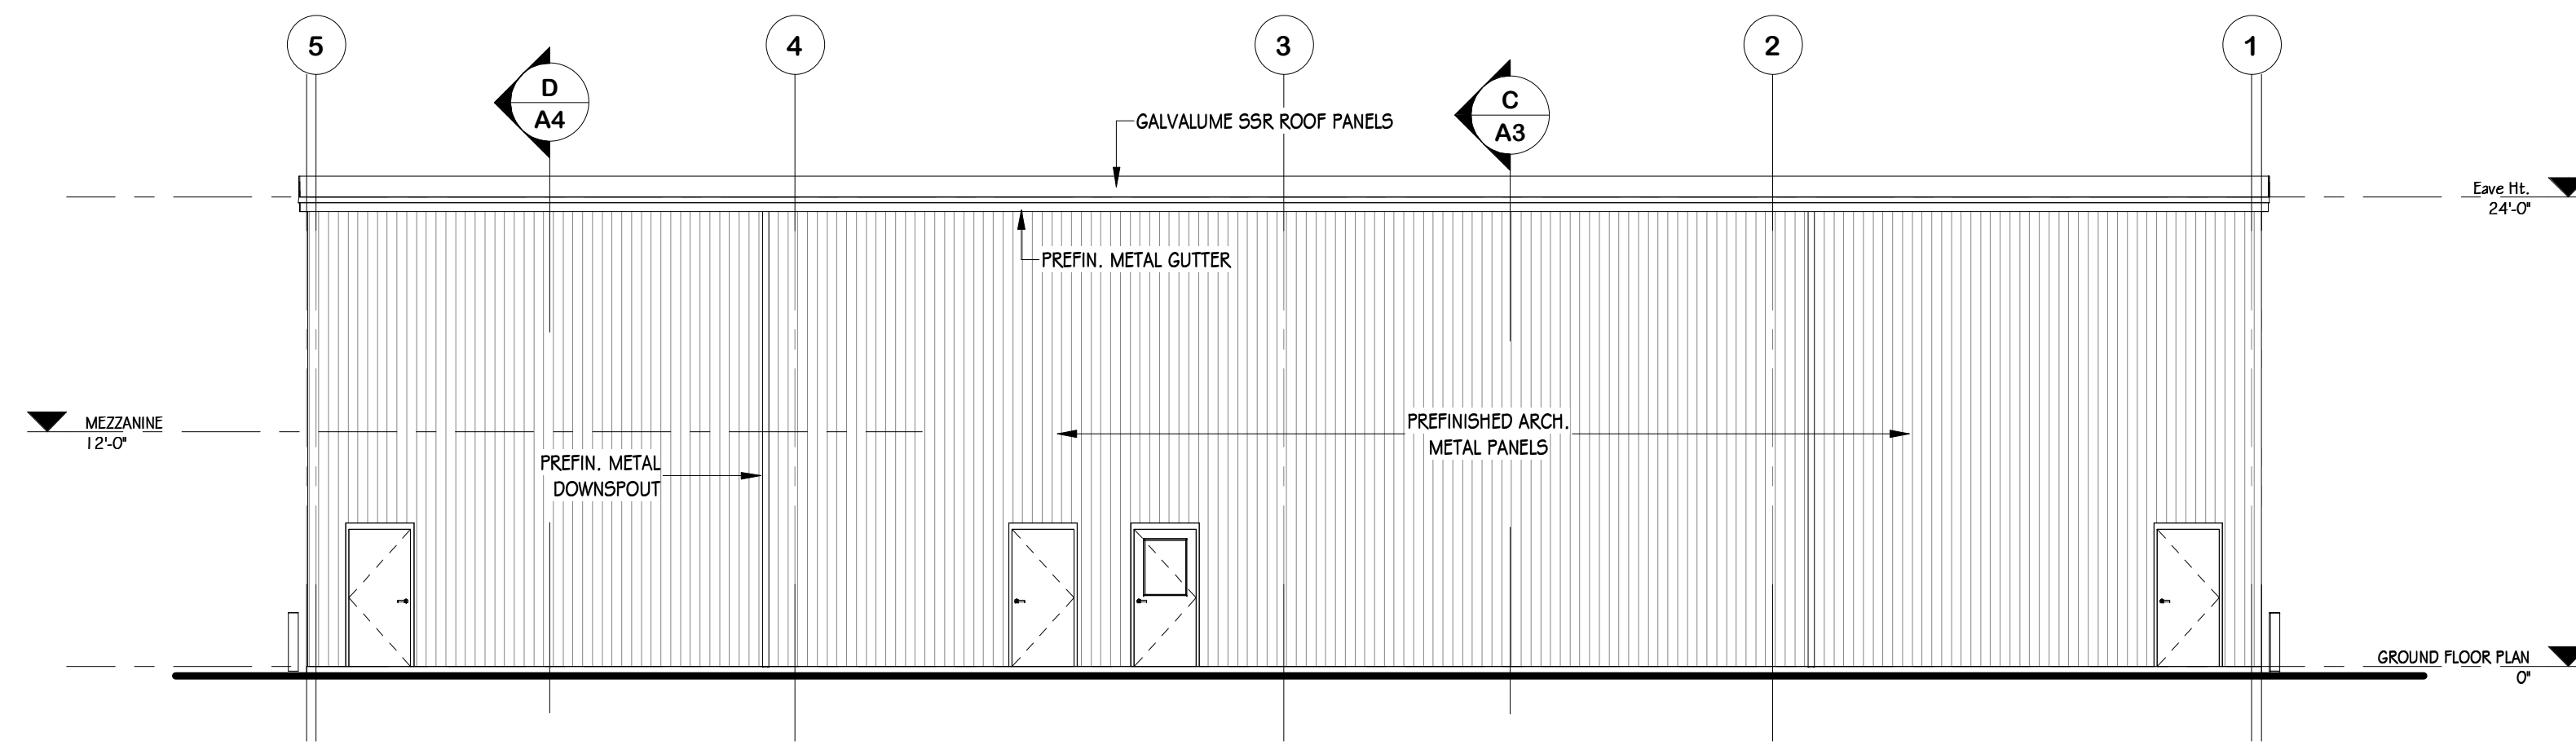 5
4
3
2
1
D
A4
C
A3
GALVALUME SSR ROOF PANELS
Eave Ht.
24'-0"
PREFIN. METAL GUTTER
MEZZANINE
12'-0"
PREFINISHED ARCH.
METAL PANELS
PREFIN. METAL
DOWNSPOUT
GROUND FLOOR PLAN
0"